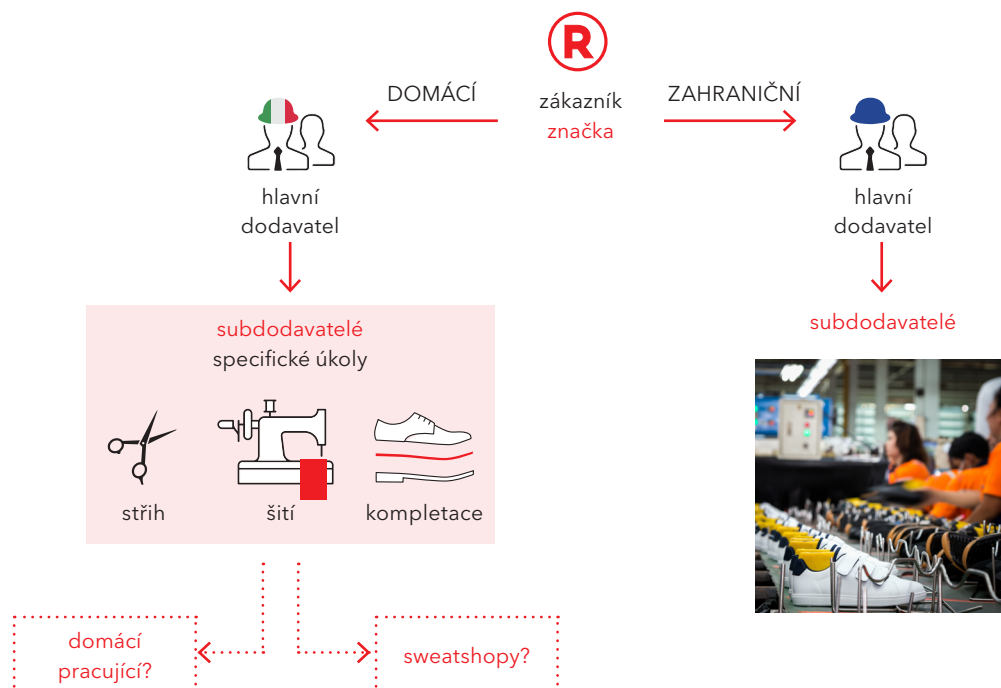 R
DOMÁCÍ
zákazník
značka
ZAHRANIČNÍ
hlavní
dodavatel
hlavní
dodavatel
subdodavatelé
specifické úkoly
střih
šití
kompletace
subdodavatelé
domácí
pracující?
sweatshopy?